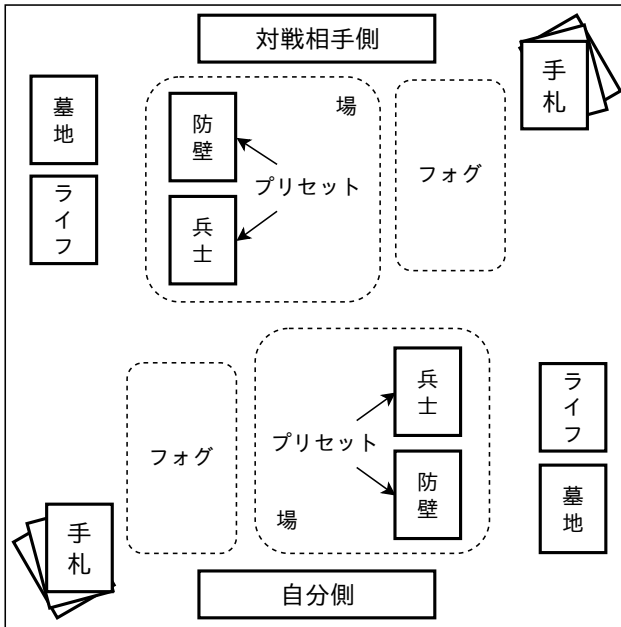 対戦相手側
手札
墓地
場
防壁
フォグ
プリセット
ライフ
兵士
兵士
ライフ
プリセット
フォグ
防壁
墓地
場
手札
自分側